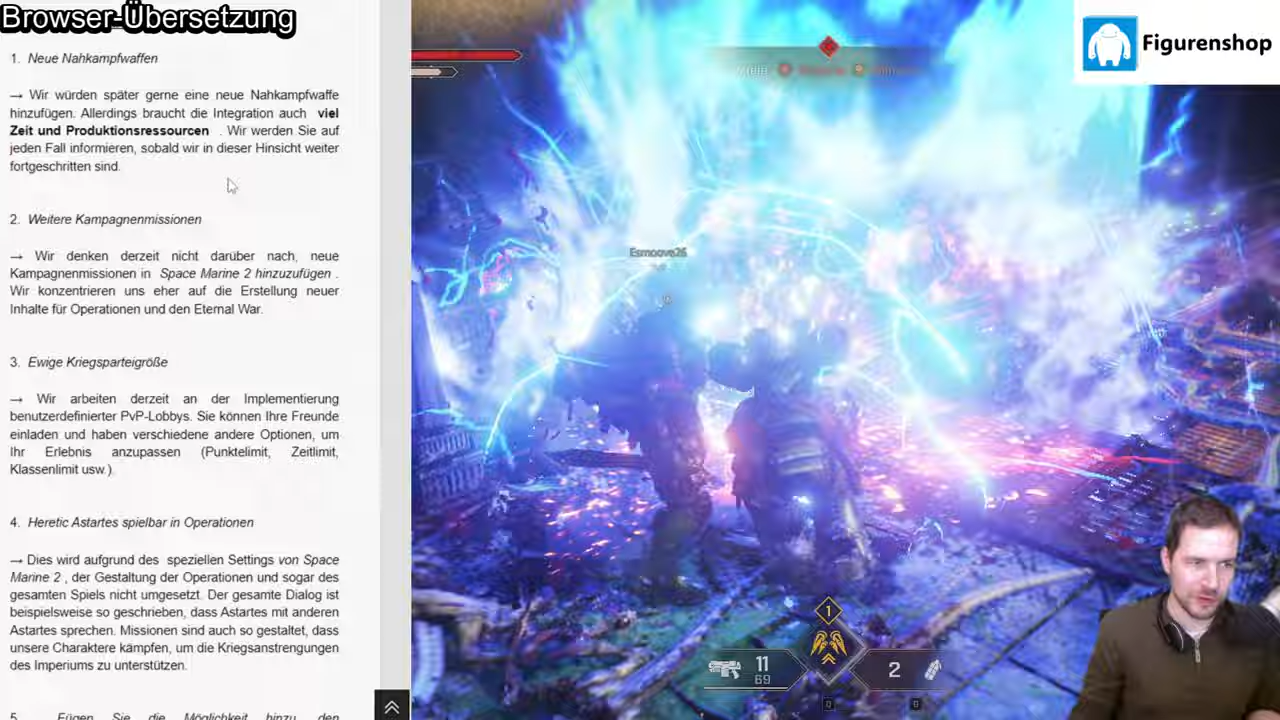 Browser-Übersetzung
1. Neue Nahkampfwaffen
→ Wir würden später gerne eine neue Nahkampfwaffe
hinzufügen. Allerdings braucht die Integration auch viel
Zeit und Produktionsressourcen . Wir werden Sie auf
jeden Fall informieren, sobald wir in dieser Hinsicht weiter
fortgeschritten sind.
2. Weitere Kampagnenmissionen
→ Wir denken derzeit nicht darüber nach, neue
Kampagnenmissionen in Space Marine 2 hinzuzufügen .
Wir konzentrieren uns eher auf die Erstellung neuer
Inhalte für Operationen und den Eternal War.
3. Ewige Kriegsparteigröße
→ Wir arbeiten derzeit an der Implementierung
benutzerdefinierter PvP-Lobbys. Sie können Ihre Freunde
einladen und haben verschiedene andere Optionen, um
Ihr Erlebnis anzupassen (Punktelimit, Zeitlimit,
Klassenlimit usw.).
4. Heretic Astartes spielbar in Operationen
→ Dies wird aufgrund des speziellen Settings von Space
Marine 2 , der Gestaltung der Operationen und sogar des
gesamten Spiels nicht umgesetzt. Der gesamte Dialog ist
beispielsweise so geschrieben, dass Astartes mit anderen
Astartes sprechen. Missionen sind auch so gestaltet, dass
unsere Charaktere kämpfen, um die Kriegsanstrengungen
des Imperiums zu unterstützen.
5. Fügen Sie die Möglichkeit hinzu, den
Figurenshop
Esmoove26
1
11
69
2
Q